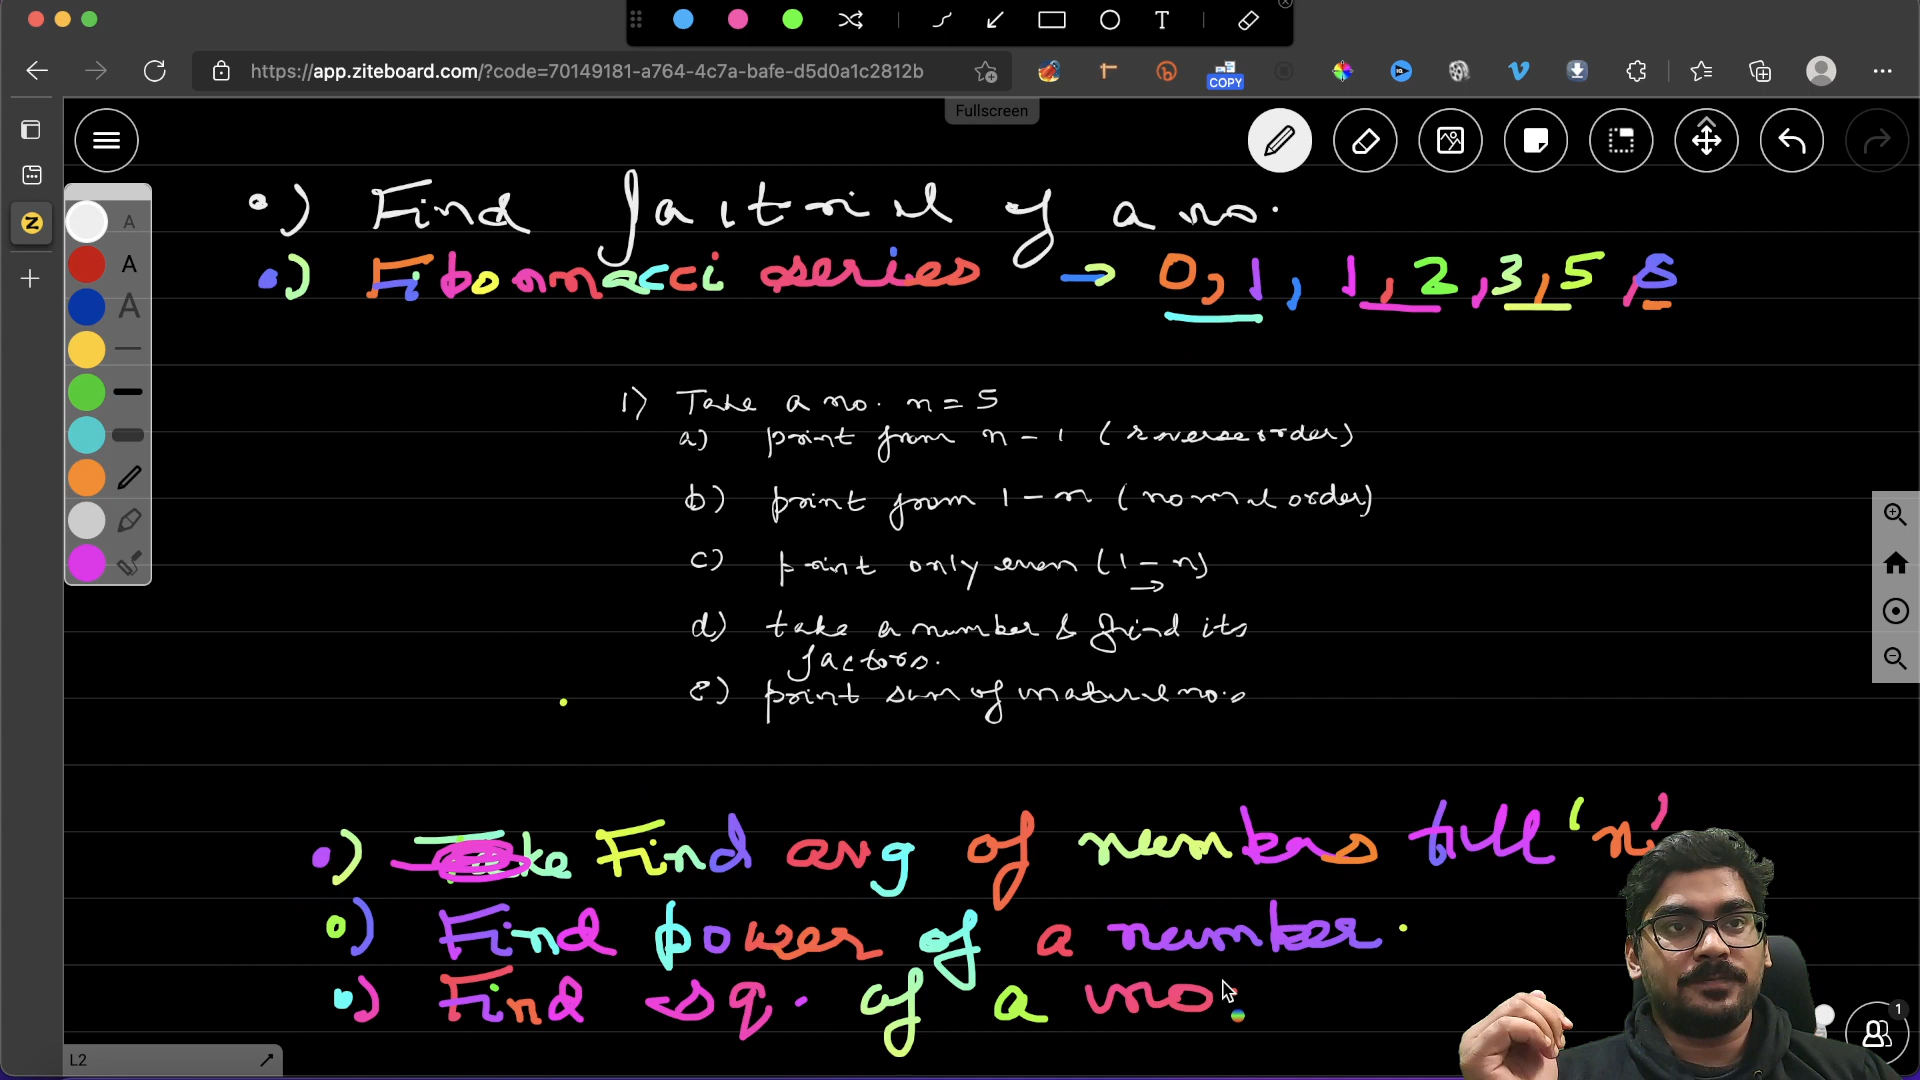 https://app.ziteboard.com/?code=70149181-a764-4c7a-bafe-d5d0a1c2812b
COPY
Fullscreen
•) Find factorial of a no.
•) Fibonnacci series → 0, 1, 1, 2, 3, 5, 8
1) Take a no. n = 5
a) print from n - 1 (reverse order)
b) print from 1 - n (normal order)
c) print only even (1 - n)
d) take a number & find its
factors.
e) print sum of natural no.s
•) Find avg of numbers till 'n'
•) Find power of a number.
•) Find sq. of a no.
L2
1